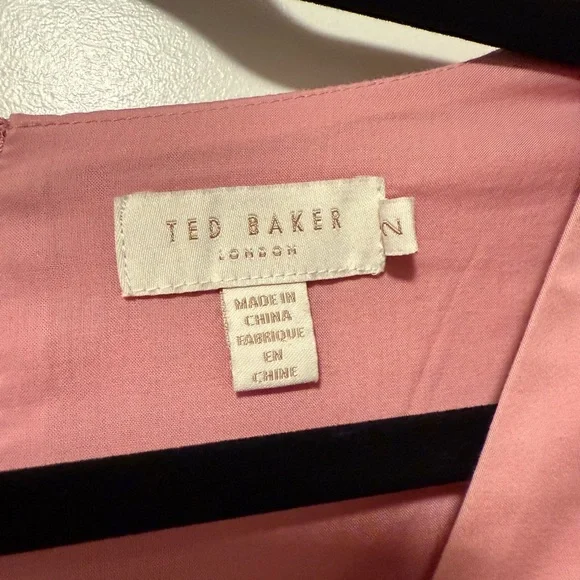 TED BAKER
LONDON
2
MADE IN
CHINA
FABRIQUE
EN
CHINE